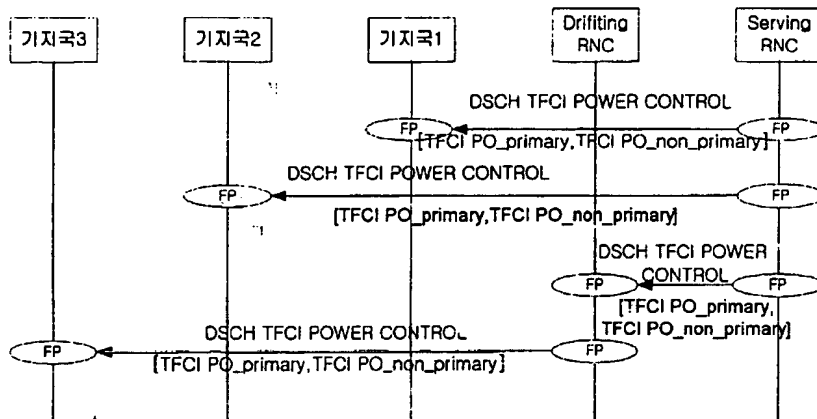 기지국3
기지국2
기지국1
Drifiting
RNC
Serving
RNC
DSCH TFCI POWER CONTROL
FP
FP
[TFCI PO_primary,TFCI PO_non_primary]
DSCH TFCI POWER CONTROL
FP
FP
[TFCI PO_primary,TFCI PO_non_primary]
DSCH TFCI POWER
CONTROL
FP
FP
[TFCI PO_primary,
TFCI PO_non_primary]
DSCH TFCI POWER CONTROL
FP
FP
[TFCI PO_primary,TFCI PO_non_primary]